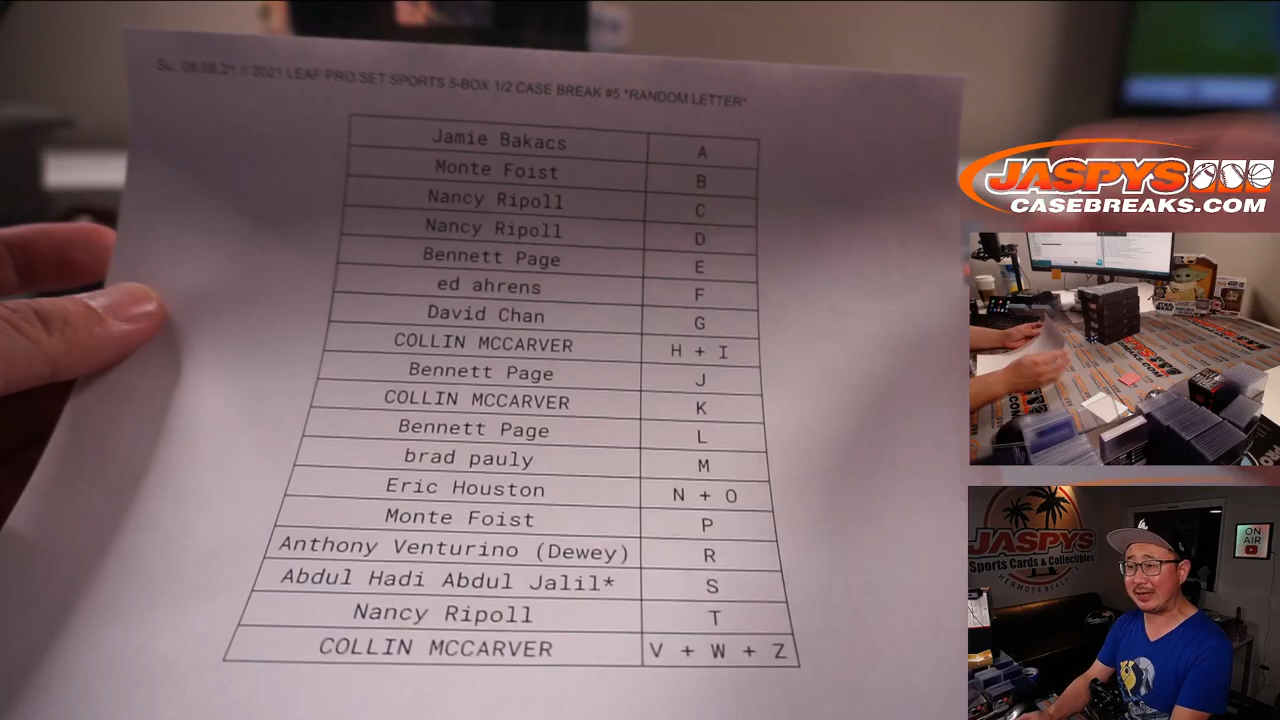 Su. 08.08.21 // 2021 LEAF PRO SET SPORTS 5-BOX 1/2 CASE BREAK #5 *RANDOM LETTER*
Jamie Bakacs A
Monte Foist B
Nancy Ripoll C
Nancy Ripoll D
Bennett Page E
ed ahrens F
David Chan G
COLLIN MCCARVER H + I
Bennett Page J
COLLIN MCCARVER K
Bennett Page L
brad pauly M
Eric Houston N + O
Monte Foist P
Anthony Venturino (Dewey) R
Abdul Hadi Abdul Jalil* S
Nancy Ripoll T
COLLIN MCCARVER V + W + Z
JASPYS
CASEBREAKS.COM
STAR WARS
JASPYS
Sports Cards & Collectibles
HERMOSA BEACH
ON AIR